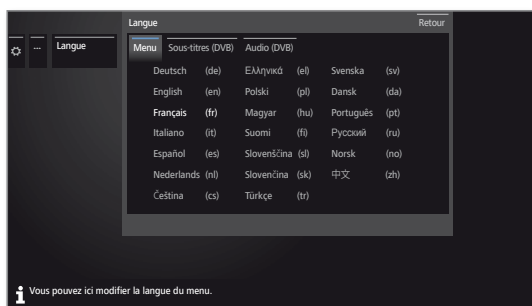 Langue Retour
... Langue Menu Sous-titres (DVB) Audio (DVB)
Deutsch (de) Ελληνικά (el) Svenska (sv)
English (en) Polski (pl) Dansk (da)
Français (fr) Magyar (hu) Português (pt)
Italiano (it) Suomi (fi) Русский (ru)
Español (es) Slovenščina (sl) Norsk (no)
Nederlands (nl) Slovenčina (sk) 中文 (zh)
Čeština (cs) Türkçe (tr)
Vous pouvez ici modifier la langue du menu.